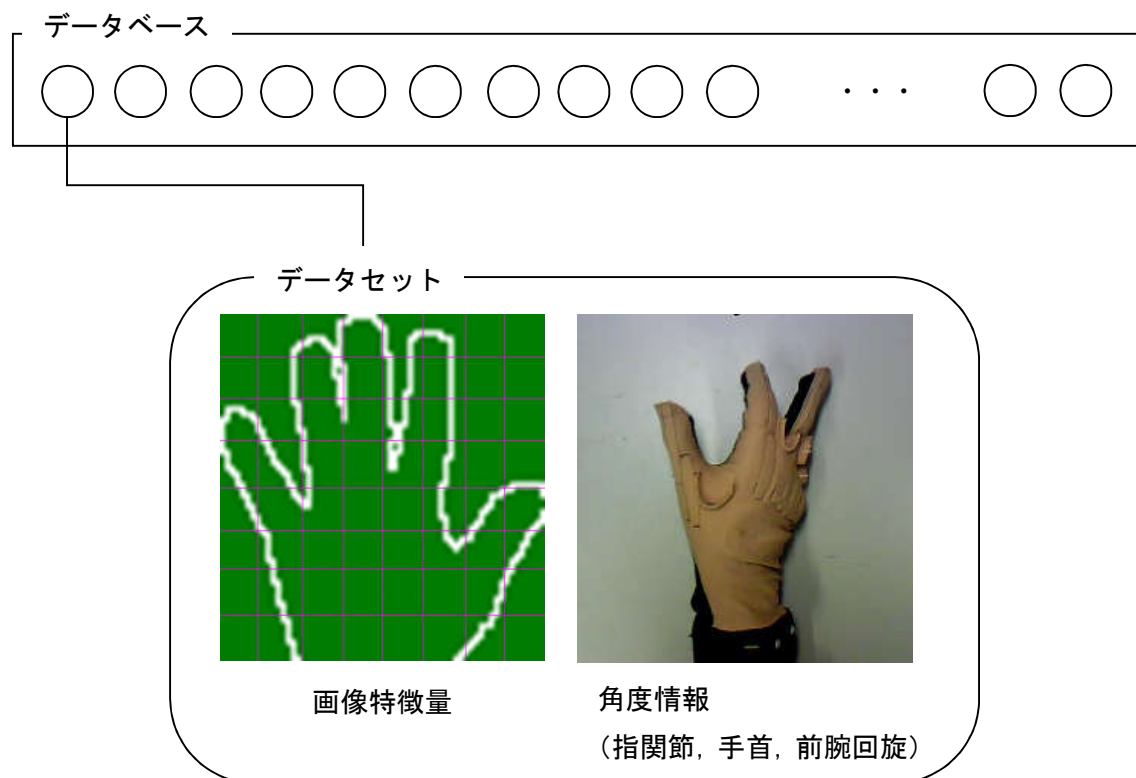 データベース
・・・
データセット
画像特徴量
角度情報
（指関節, 手首, 前腕回旋）